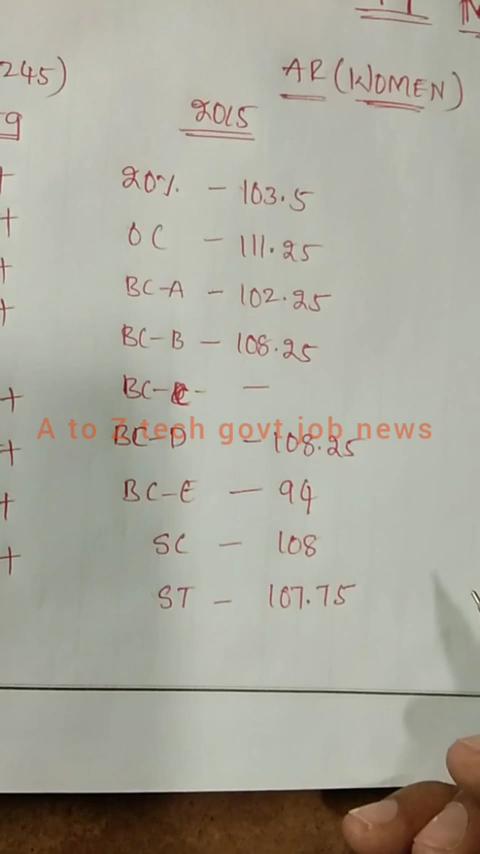 245)
AR (WOMEN)
2015
20% - 103.5
OC - 111.25
BC-A - 102.25
BC-B - 108.25
BC-C - —
A to Z tech govt job news
BC-D - 108.25
BC-E - 94
SC - 108
ST - 107.75
+
+
+
+
+
+
+
+